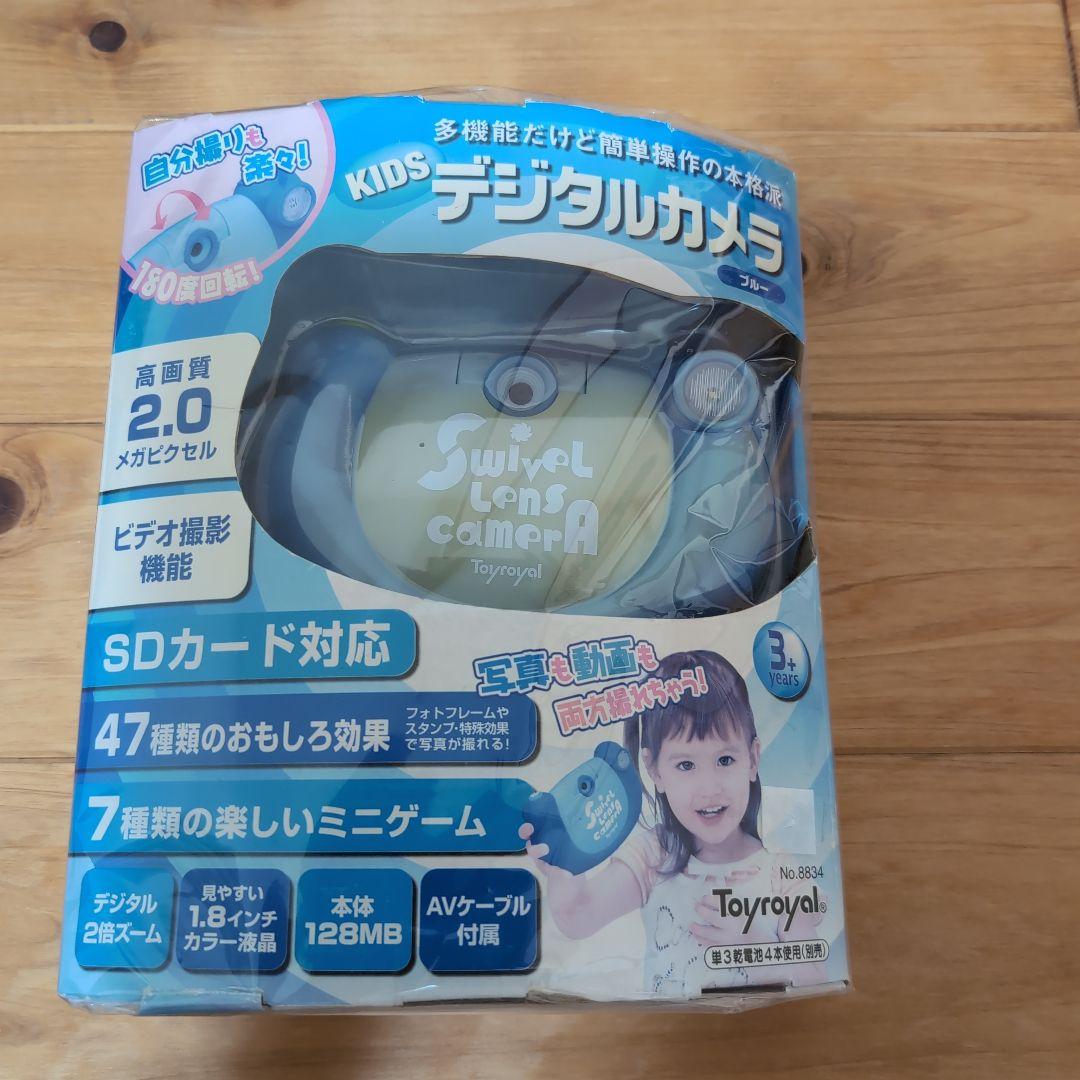 自分撮りも
楽々!
180度回転!
多機能だけど簡単操作の本格派
KIDS
デジタルカメラ
ブルー
高画質
2.0
メガピクセル
ビデオ撮影
機能
Swivel
Lens
camerA
Toyroyal
SDカード対応
47種類のおもしろ効果
フォトフレームや
スタンプ・特殊効果
で写真が撮れる!
7種類の楽しいミニゲーム
写真も動画も
両方撮れちゃう!
3+
years
Swivel
Lens
camerA
デジタル
2倍ズーム
見やすい
1.8インチ
カラー液晶
本体
128MB
AVケーブル
付属
No.8834
Toyroyal®
単3乾電池4本使用(別売)